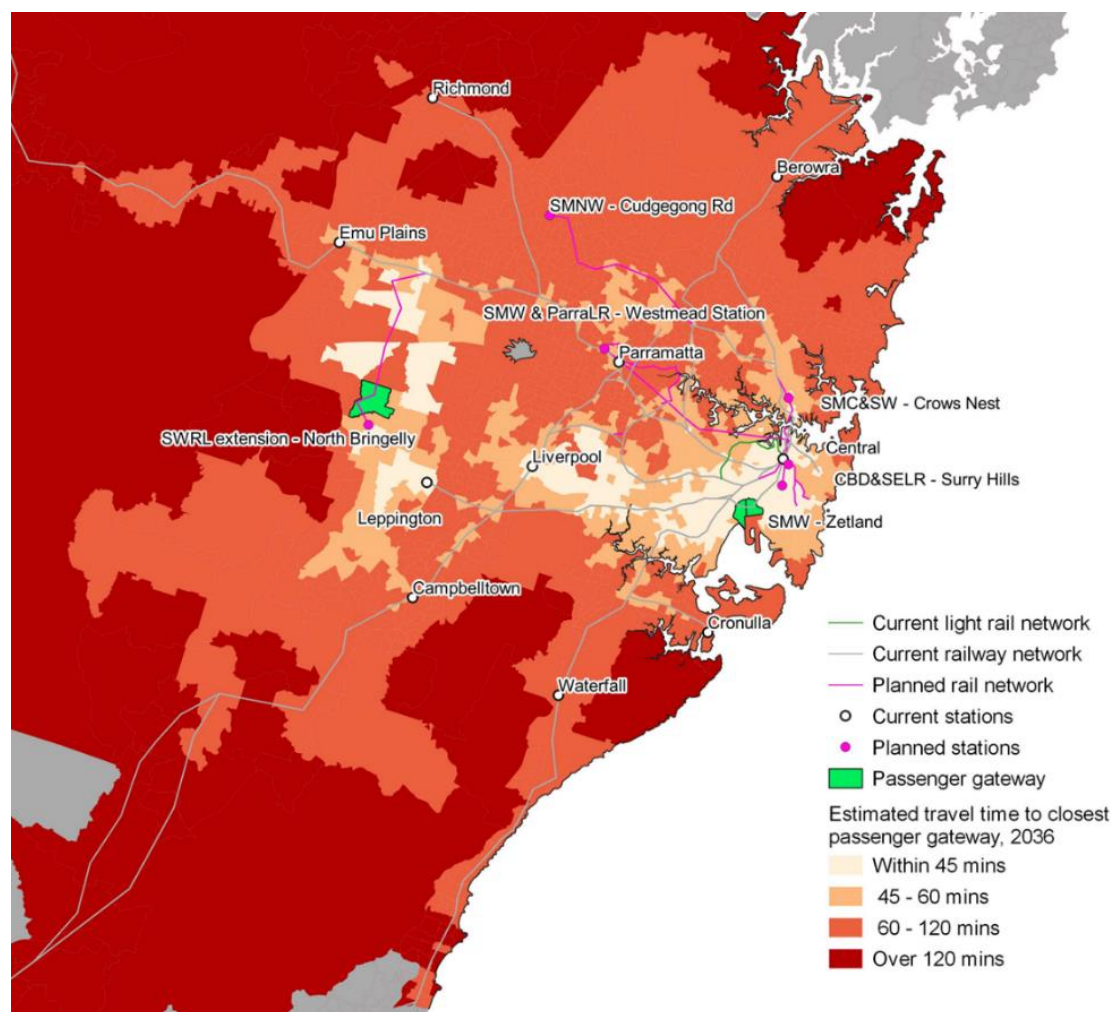 Richmond
Berowra
SMNW - Cudgegong Rd
Emu Plains
SMW & ParraLR - Westmead Station
Parramatta
SMC&SW - Crows Nest
SWRL extension - North Bringelly
Central
Liverpool
CBD&SELR - Surry Hills
Leppington
SMW - Zetland
Campbelltown
Cronulla
Waterfall
Current light rail network
Current railway network
Planned rail network
Current stations
Planned stations
Passenger gateway
Estimated travel time to closest
passenger gateway, 2036
Within 45 mins
45 - 60 mins
60 - 120 mins
Over 120 mins